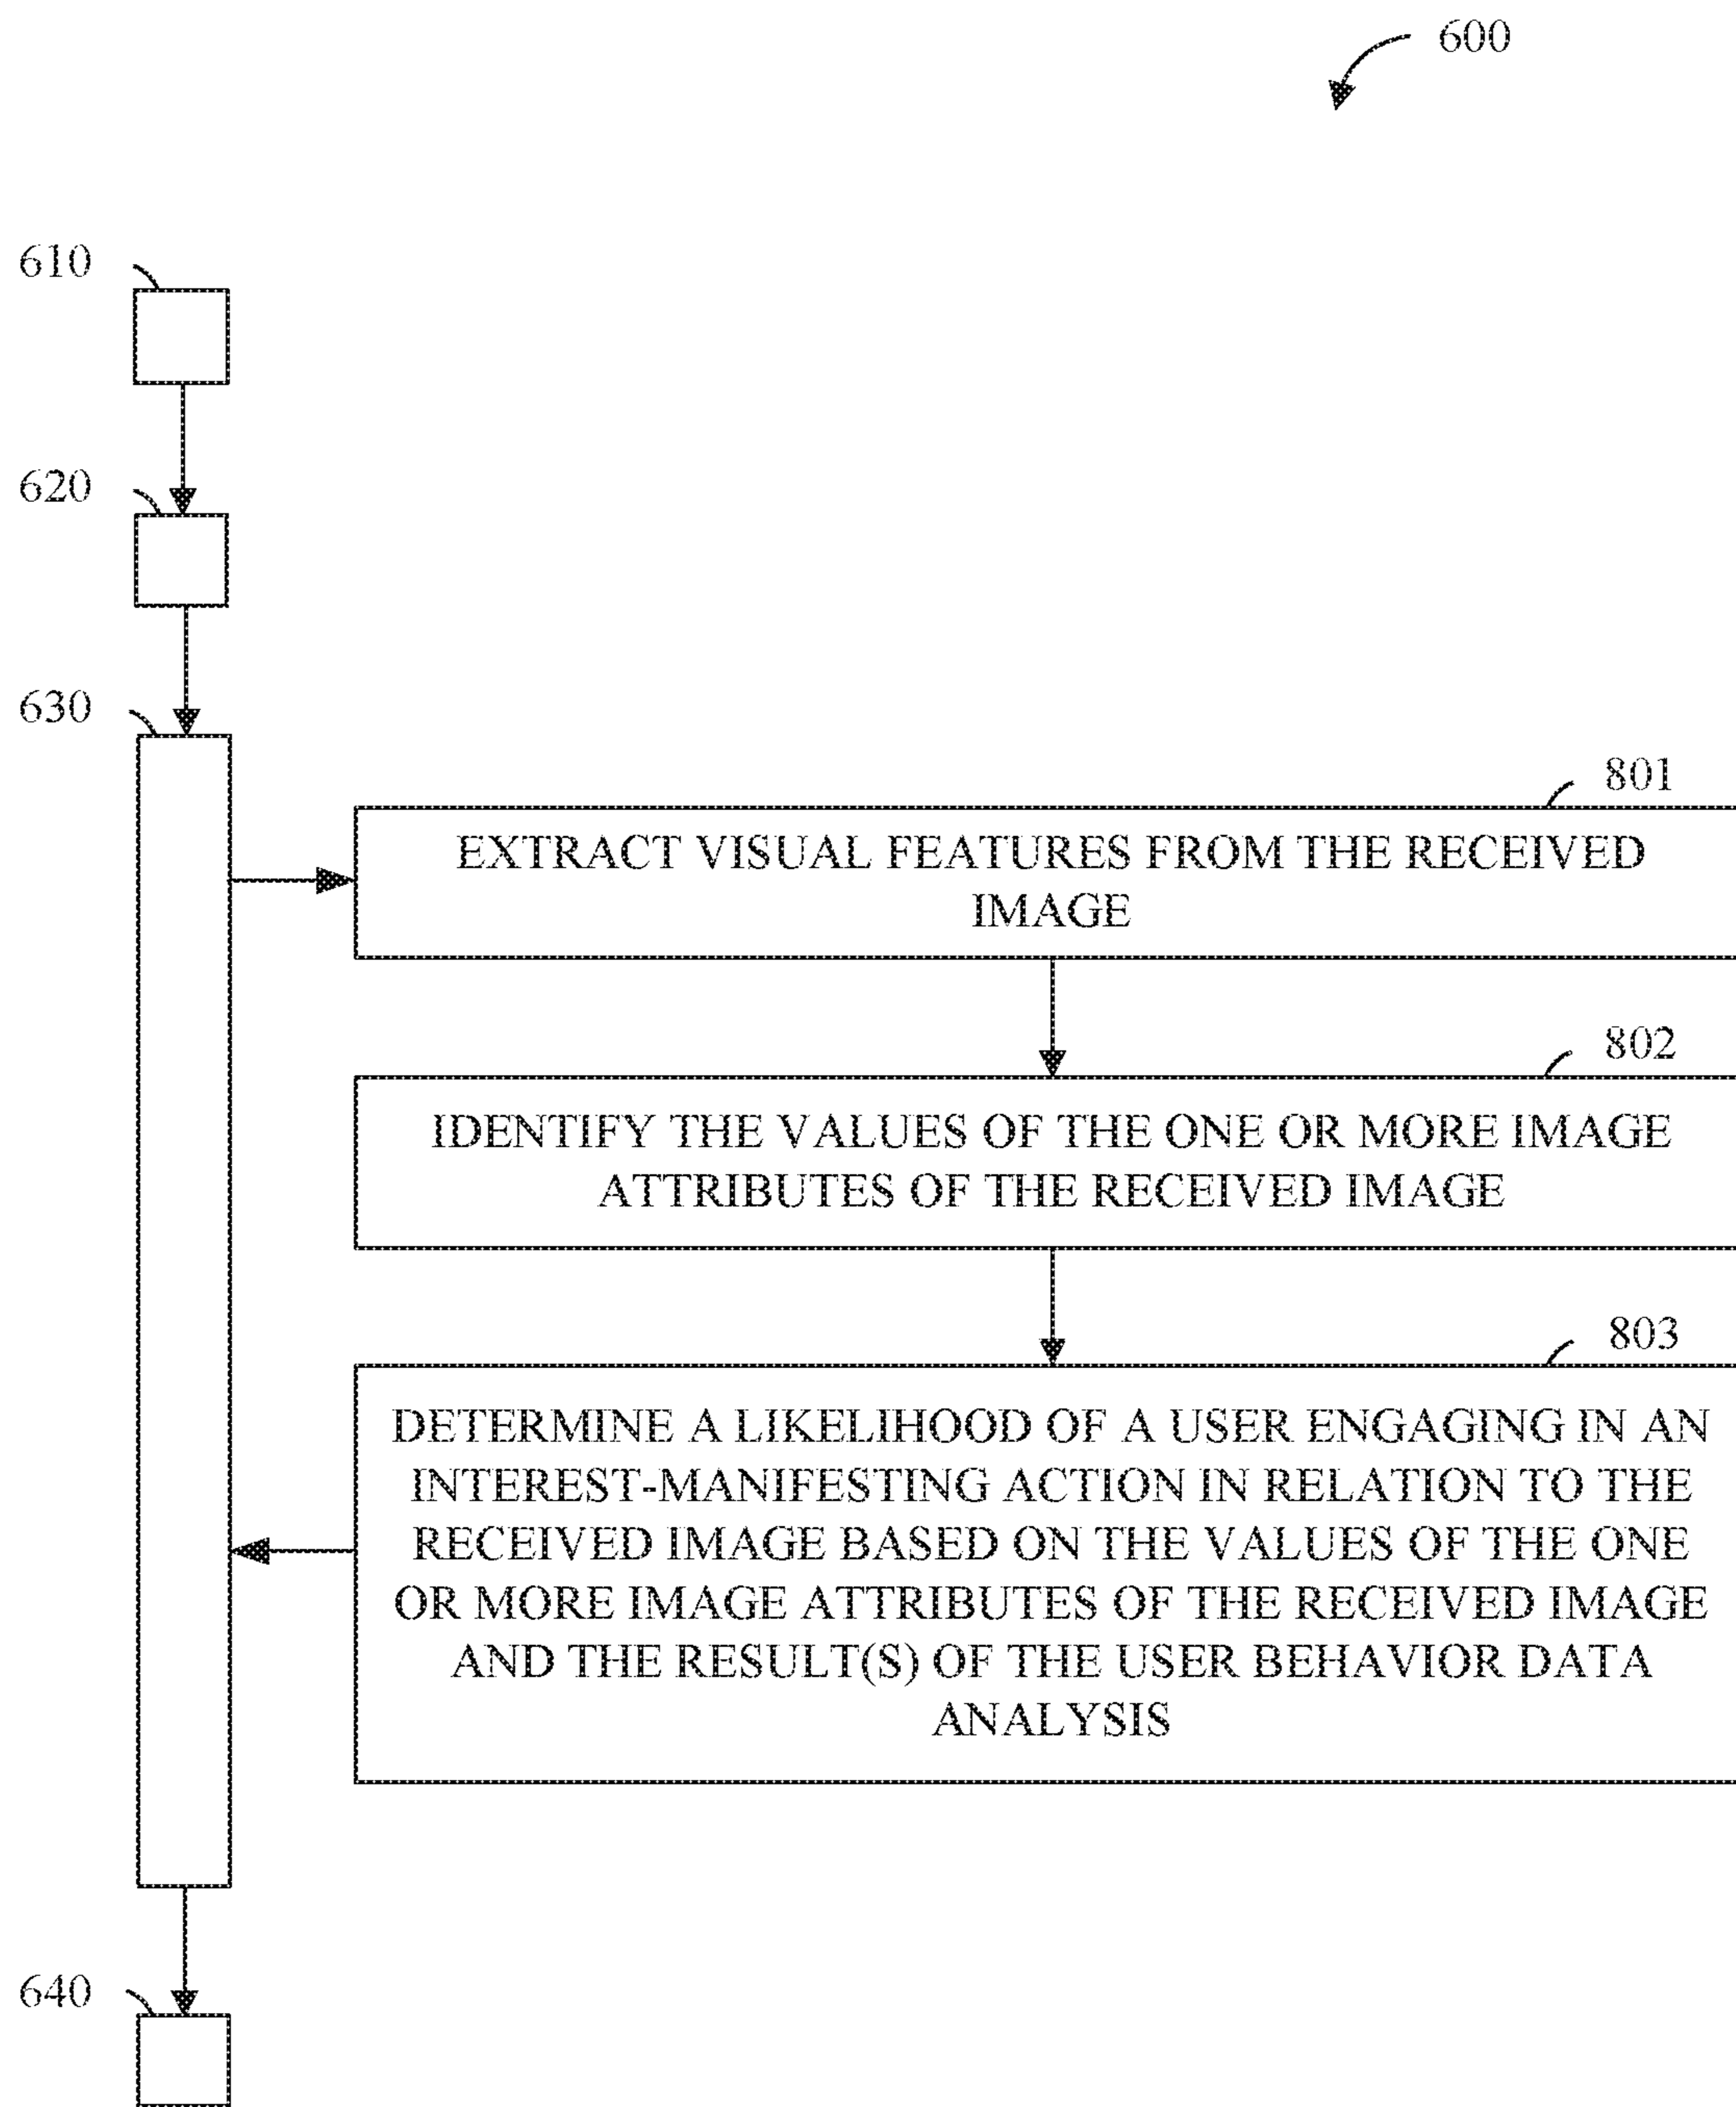 600
610
620
630
801
EXTRACT VISUAL FEATURES FROM THE RECEIVED
IMAGE
802
IDENTIFY THE VALUES OF THE ONE OR MORE IMAGE
ATTRIBUTES OF THE RECEIVED IMAGE
803
DETERMINE A LIKELIHOOD OF A USER ENGAGING IN AN
INTEREST-MANIFESTING ACTION IN RELATION TO THE
RECEIVED IMAGE BASED ON THE VALUES OF THE ONE
OR MORE IMAGE ATTRIBUTES OF THE RECEIVED IMAGE
AND THE RESULT(S) OF THE USER BEHAVIOR DATA
ANALYSIS
640